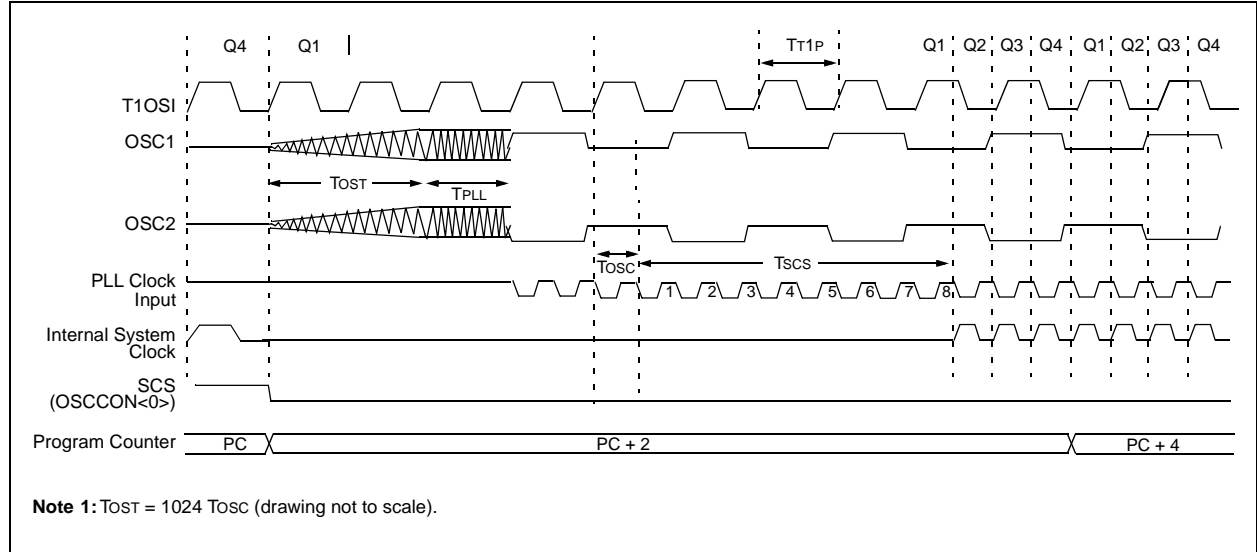 Q4 Q1 TT1P Q1 Q2 Q3 Q4 Q1 Q2 Q3 Q4
T1OSI
OSC1
TOST TPLL
OSC2
TOSC TSCS
PLL Clock
Input
1 2 3 4 5 6 7 8
Internal System
Clock
SCS
(OSCCON<0>)
Program Counter PC PC + 2 PC + 4
Note 1: TOST = 1024 TOSC (drawing not to scale).